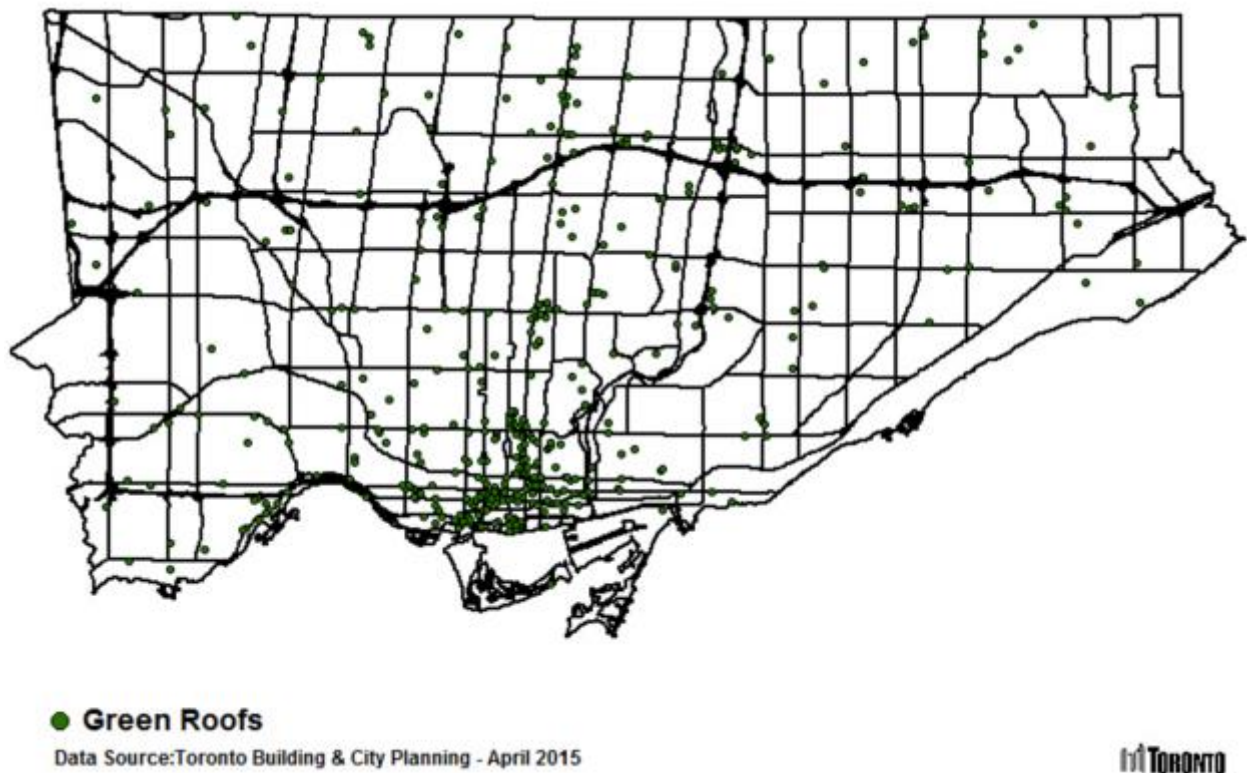 Green Roofs
Data Source:Toronto Building & City Planning - April 2015
TORONTO